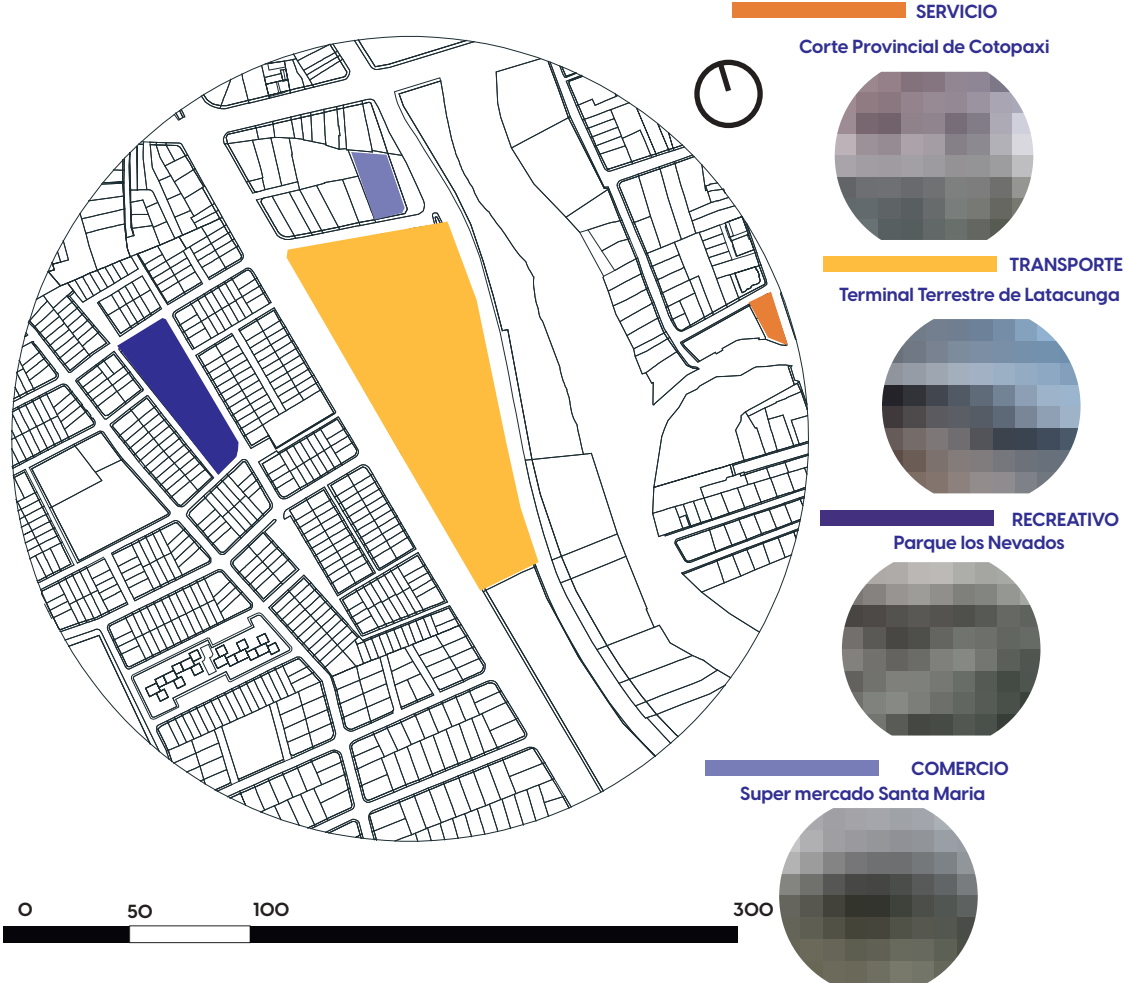 SERVICIO
Corte Provincial de Cotopaxi
TRANSPORTE
Terminal Terrestre de Latacunga
RECREATIVO
Parque los Nevados
COMERCIO
Super mercado Santa Maria
0 50 100 300